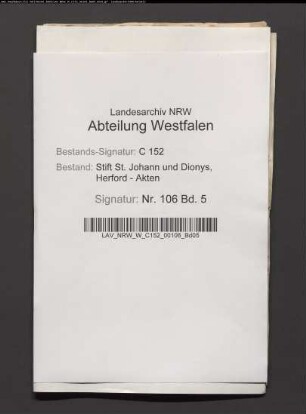 Landesarchiv NRW
Abteilung Westfalen
Bestands-Signatur: C 152
Bestand: Stift St. Johann und Dionys,
Herford - Akten
Signatur: Nr. 106 Bd. 5
LAV_NRW_W_C152_00106_Bd05